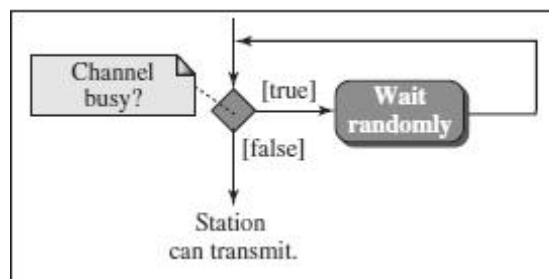 Channel
busy?
[true]
Wait
randomly
[false]
Station
can transmit.